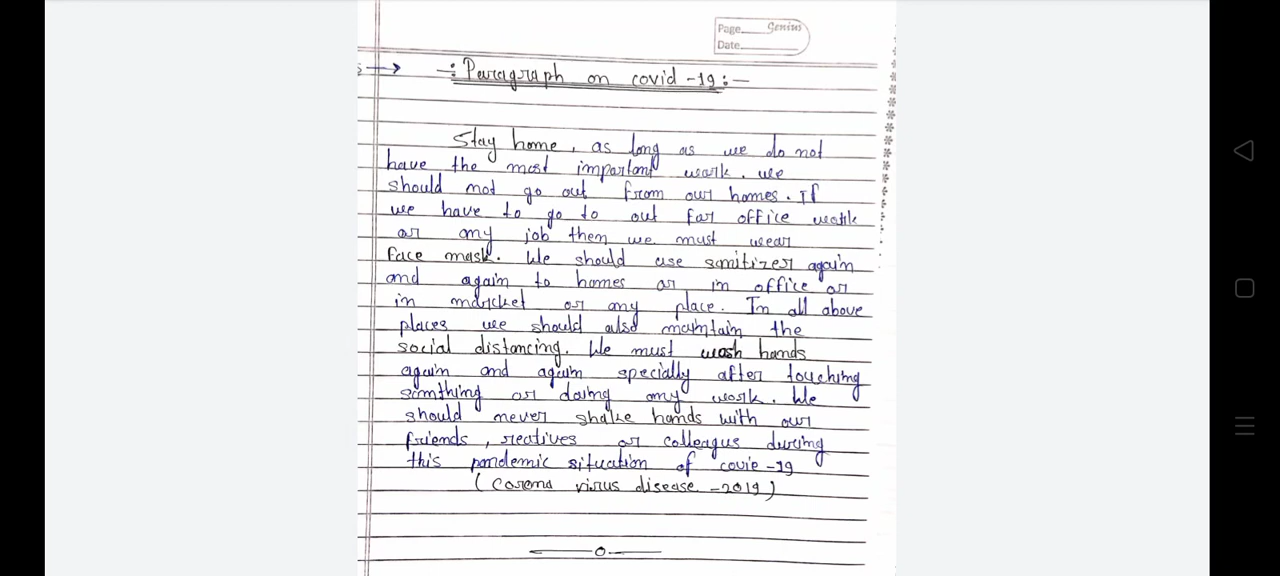 Page Genius
Date
-: Paragraph on covid -19:-
Stay home, as long as we do not
have the most important work. we
should not go out from our homes. If
we have to go to out for office work
or any job then we must wear
face mask. We should use sanitizer again
and again to homes or in office or
in market or any place. In all above
places we should also maintain the
social distancing. We must wash hands
again and again specially after touching
somthing or doing any work. We
should never shake hands with our
friends, reatives or colleagus during
this pandemic situation of covie -19
(Corona virus disease -2019)